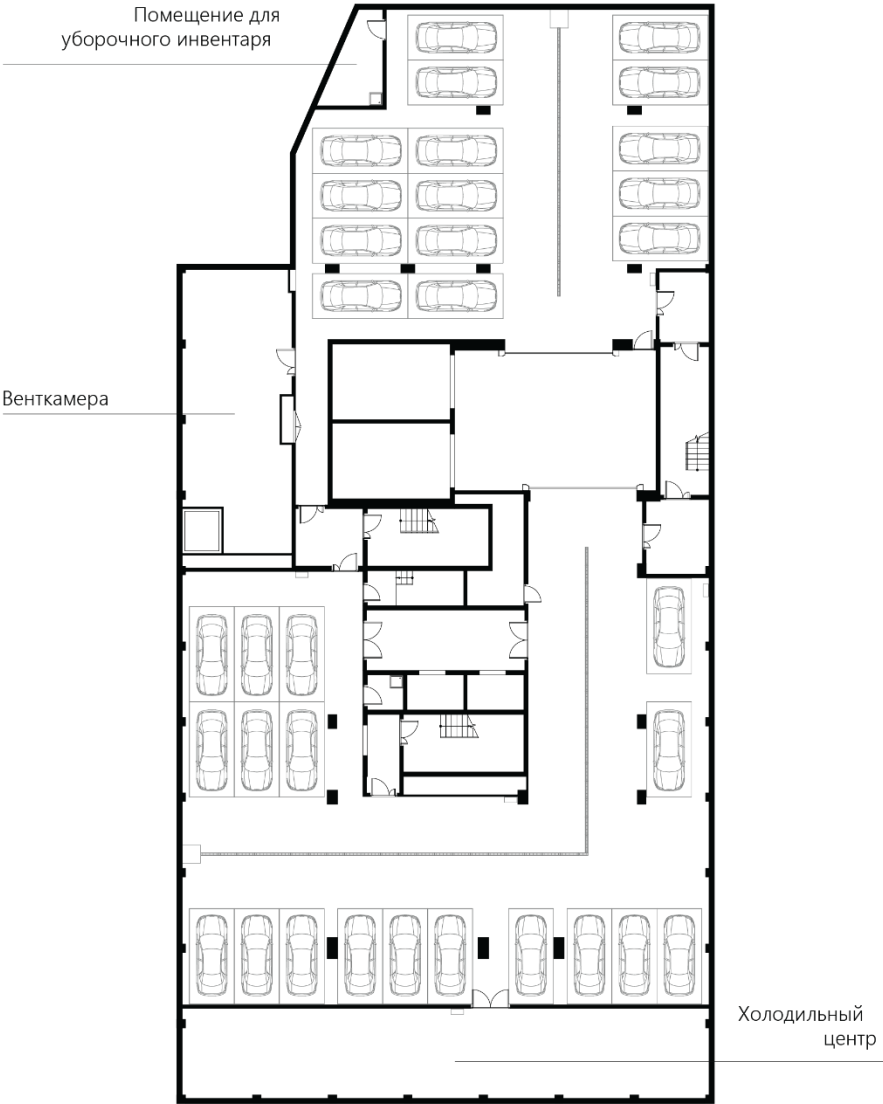 Помещение для
уборочного инвентаря
Венткамера
Холодильный
центр